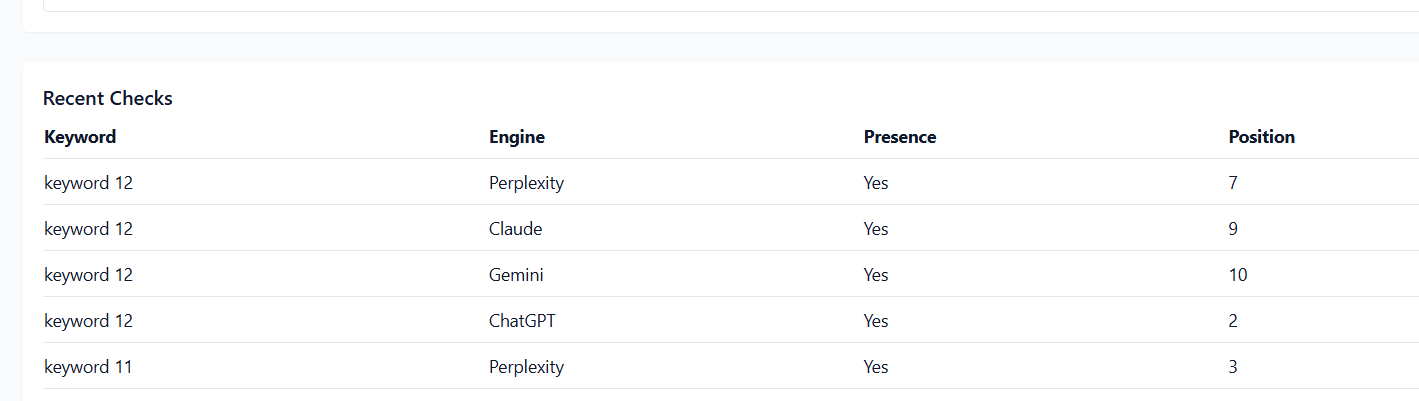 Recent Checks
Keyword Engine Presence Position
keyword 12 Perplexity Yes 7
keyword 12 Claude Yes 9
keyword 12 Gemini Yes 10
keyword 12 ChatGPT Yes 2
keyword 11 Perplexity Yes 3